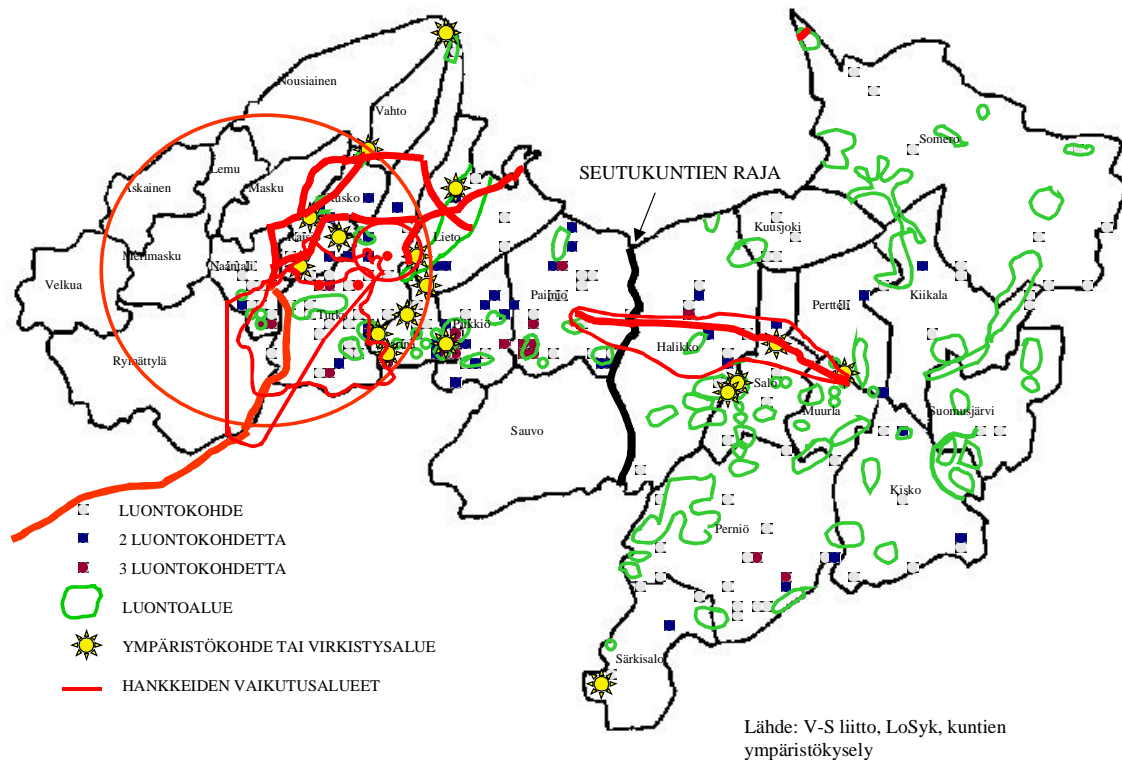 Nousiainen
Vahto
Somero
Lemu
Askainen
Masku
SEUTUKUNTIEN RAJA
Kuusjoki
Lieto
Merimasku
Naantali
Velkua
Kiikala
Paimio
Pertteli
Turku
Piikkiö
Halikko
Rymättylä
Salo
Muurla
Suomusjärvi
Sauvo
Kisko
Perniö
Särkisalo
LUONTOKOHDE
2 LUONTOKOHDETTA
3 LUONTOKOHDETTA
LUONTOALUE
YMPÄRISTÖKOHDE TAI VIRKISTYSALUE
HANKKEIDEN VAIKUTUSALUEET
Lähde: V-S liitto, LoSyk, kuntien
ympäristökysely